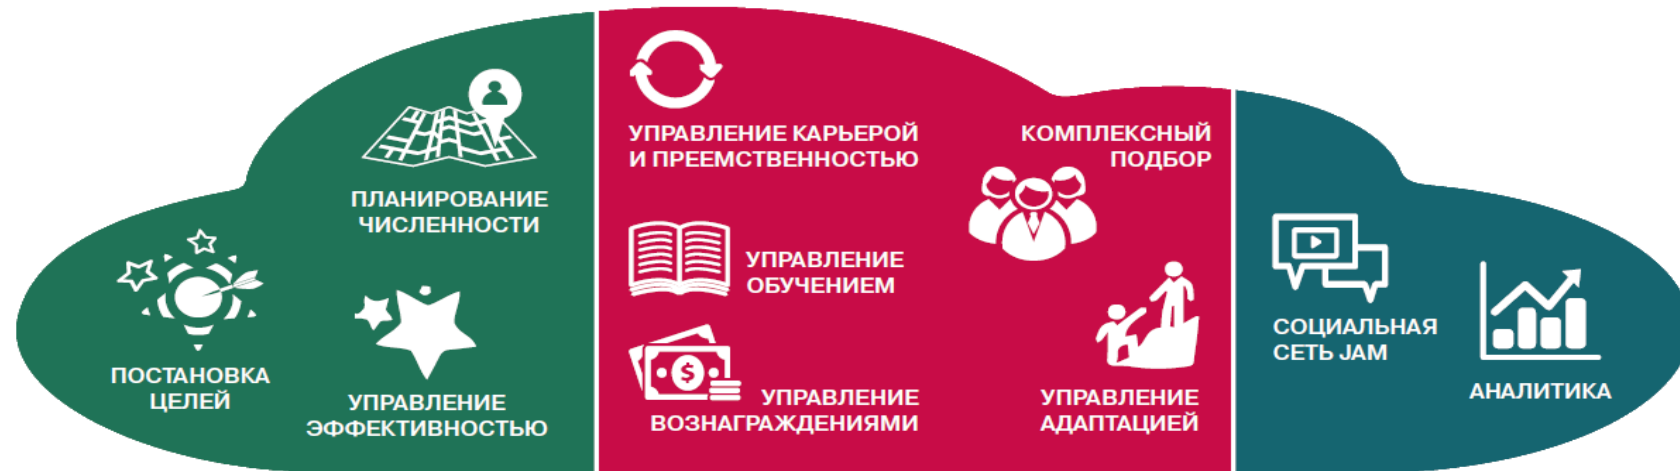 ПЛАНИРОВАНИЕ
ЧИСЛЕННОСТИ
ПОСТАНОВКА
ЦЕЛЕЙ
УПРАВЛЕНИЕ
ЭФФЕКТИВНОСТЬЮ
УПРАВЛЕНИЕ КАРЬЕРОЙ
И ПРЕЕМСТВЕННОСТЬЮ
КОМПЛЕКСНЫЙ
ПОДБОР
УПРАВЛЕНИЕ
ОБУЧЕНИЕМ
$
УПРАВЛЕНИЕ
ВОЗНАГРАЖДЕНИЯМИ
УПРАВЛЕНИЕ
АДАПТАЦИЕЙ
СОЦИАЛЬНАЯ
СЕТЬ JAM
АНАЛИТИКА